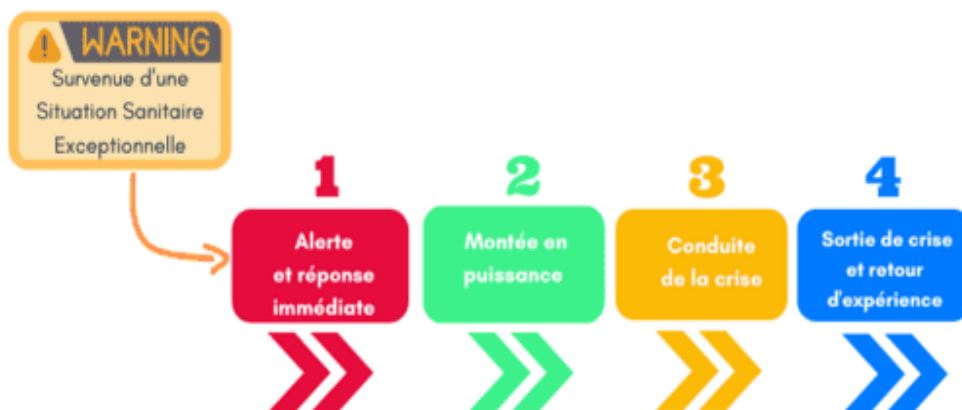 WARNING
Survenue d'une
Situation Sanitaire
Exceptionnelle
1
Alerte
et réponse
immédiate
2
Montée en
puissance
3
Conduite
de la crise
4
Sortie de crise
et retour
d'expérience